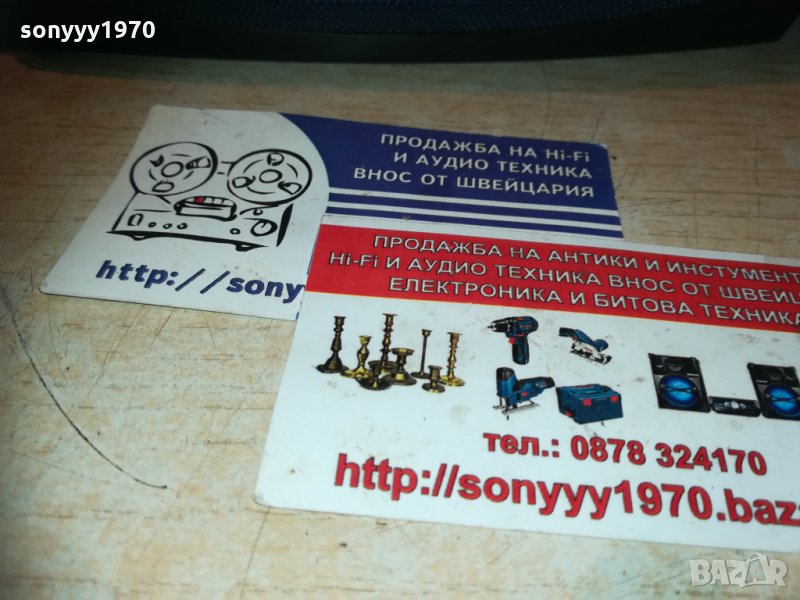 sonyyy1970
ПРОДАЖБА НА Hi-Fi
И АУДИО ТЕХНИКА
ВНОС ОТ ШВЕЙЦАРИЯ
http://sony
ПРОДАЖБА НА АНТИКИ И ИНСТУМЕНТ
Hi-Fi И АУДИО ТЕХНИКА ВНОС ОТ ШВЕЙЦ
ЕЛЕКТРОНИКА И БИТОВА ТЕХНИКА
тел.: 0878 324170
http://sonyyy1970.baz
BAZAR